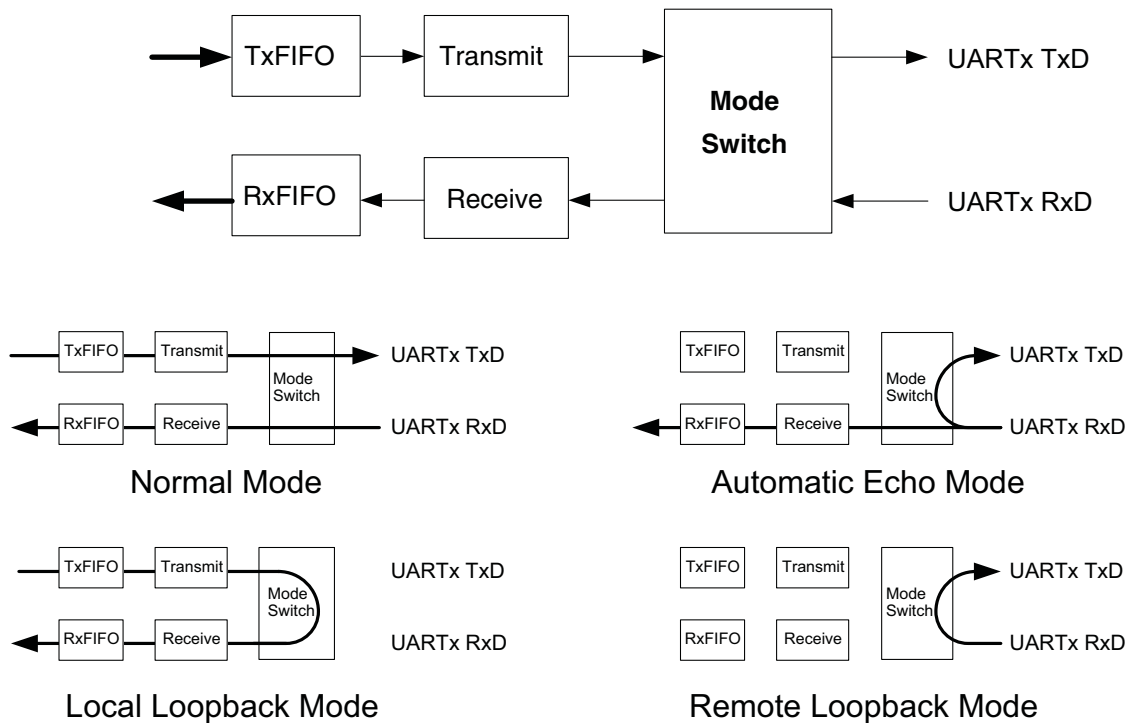 TxFIFO
Transmit
UARTx TxD
Mode
Switch
RxFIFO
Receive
UARTx RxD
TxFIFO
Transmit
UARTx TxD
Mode
Switch
RxFIFO
Receive
UARTx RxD
Normal Mode
TxFIFO
Transmit
UARTx TxD
Mode
Switch
RxFIFO
Receive
UARTx RxD
Automatic Echo Mode
TxFIFO
Transmit
UARTx TxD
Mode
Switch
RxFIFO
Receive
UARTx RxD
Local Loopback Mode
TxFIFO
Transmit
UARTx TxD
Mode
Switch
RxFIFO
Receive
UARTx RxD
Remote Loopback Mode